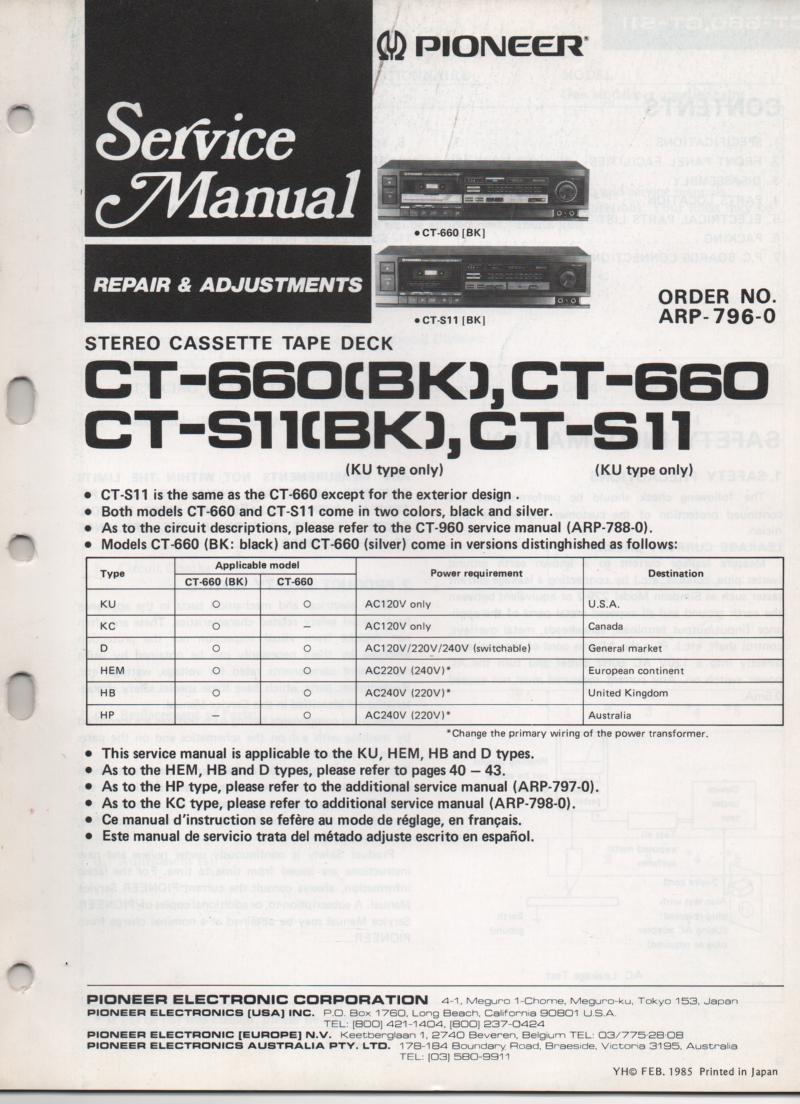 PIONEER®
Service
Manual
• CT-660 [BK]
REPAIR & ADJUSTMENTS
• CT-S11 [BK]
ORDER NO.
ARP-796-0
STEREO CASSETTE TAPE DECK
CT-660(BK), CT-660
CT-S11(BK), CT-S11
(KU type only) (KU type only)
• CT-S11 is the same as the CT-660 except for the exterior design .
• Both models CT-660 and CT-S11 come in two colors, black and silver.
• As to the circuit descriptions, please refer to the CT-960 service manual (ARP-788-0).
• Models CT-660 (BK: black) and CT-660 (silver) come in versions distinghished as follows:
Type Applicable model Power requirement Destination
CT-660 (BK) CT-660
KU ○ ○ AC120V only U.S.A.
KC ○ – AC120V only Canada
D ○ ○ AC120V/220V/240V (switchable) General market
HEM ○ ○ AC220V (240V)* European continent
HB ○ ○ AC240V (220V)* United Kingdom
HP – ○ AC240V (220V)* Australia
*Change the primary wiring of the power transformer.
• This service manual is applicable to the KU, HEM, HB and D types.
• As to the HEM, HB and D types, please refer to pages 40 – 43.
• As to the HP type, please refer to the additional service manual (ARP-797-0).
• As to the KC type, please refer to additional service manual (ARP-798-0).
• Ce manual d'instruction se fefère au mode de réglage, en français.
• Este manual de servicio trata del métado adjuste escrito en español.
PIONEER ELECTRONIC CORPORATION 4-1, Meguro 1-Chome, Meguro-ku, Tokyo 153, Japan
PIONEER ELECTRONICS [USA] INC. P.O. Box 1760, Long Beach, California 90801 U.S.A.
TEL: [800] 421-1404, [800] 237-0424
PIONEER ELECTRONIC [EUROPE] N.V. Keetberglaan 1, 2740 Beveren, Belgium TEL: 03/775·28·08
PIONEER ELECTRONICS AUSTRALIA PTY. LTD. 178-184 Boundary Road, Braeside, Victoria 3195, Australia
TEL: [03] 580-9911
YH© FEB. 1985 Printed in Japan